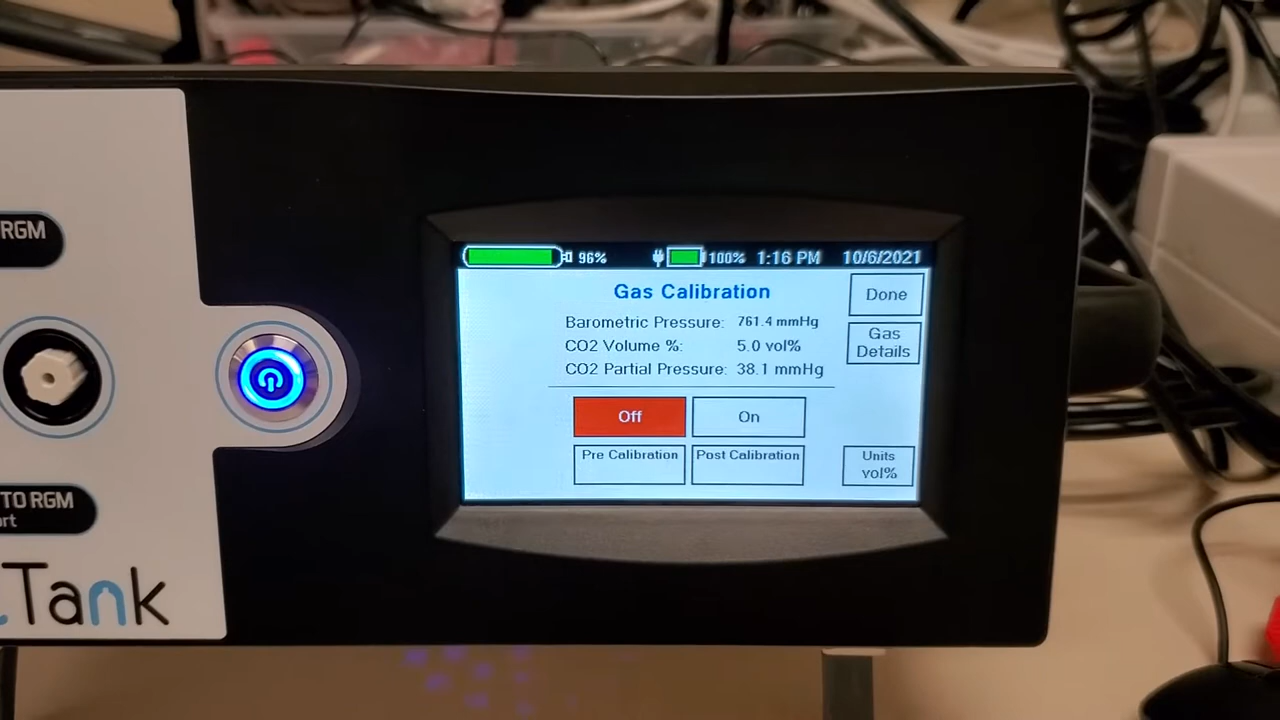 RGM
TO RGM
Tank
96% 100% 1:16 PM 10/6/2021
Gas Calibration
Done
Barometric Pressure: 761.4 mmHg
CO2 Volume %: 5.0 vol%
CO2 Partial Pressure: 38.1 mmHg
Gas
Details
Off On
Pre Calibration Post Calibration
Units
vol%